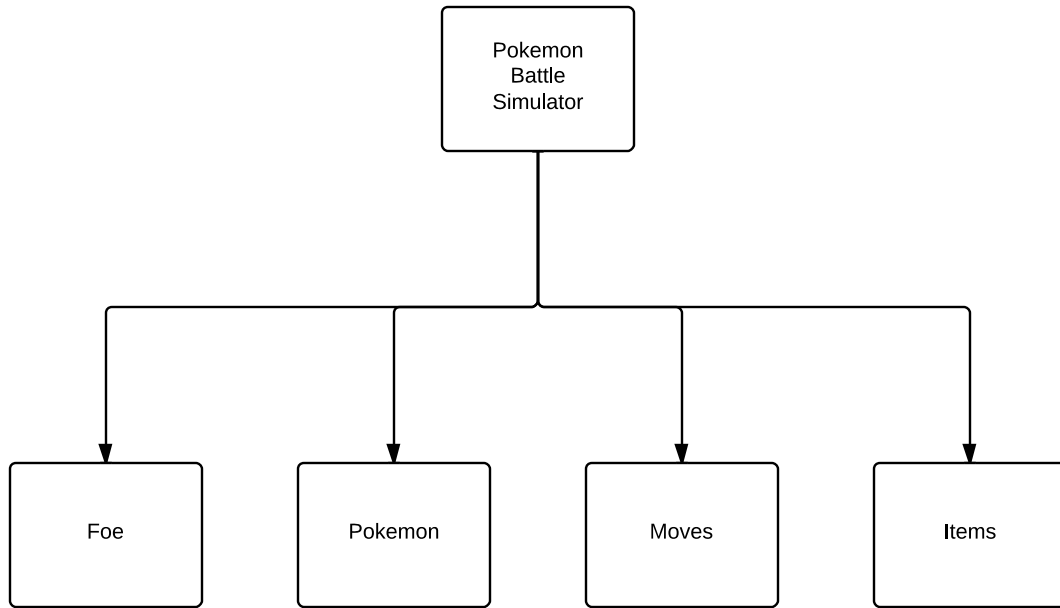 Pokemon
Battle
Simulator
Foe
Pokemon
Moves
Items